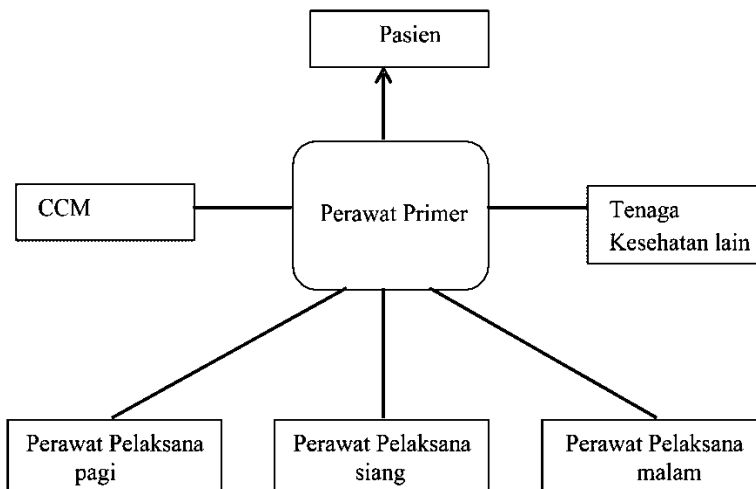 Pasien
CCM
Perawat Primer
Tenaga
Kesehatan lain
Perawat Pelaksana
pagi
Perawat Pelaksana
siang
Perawat Pelaksana
malam